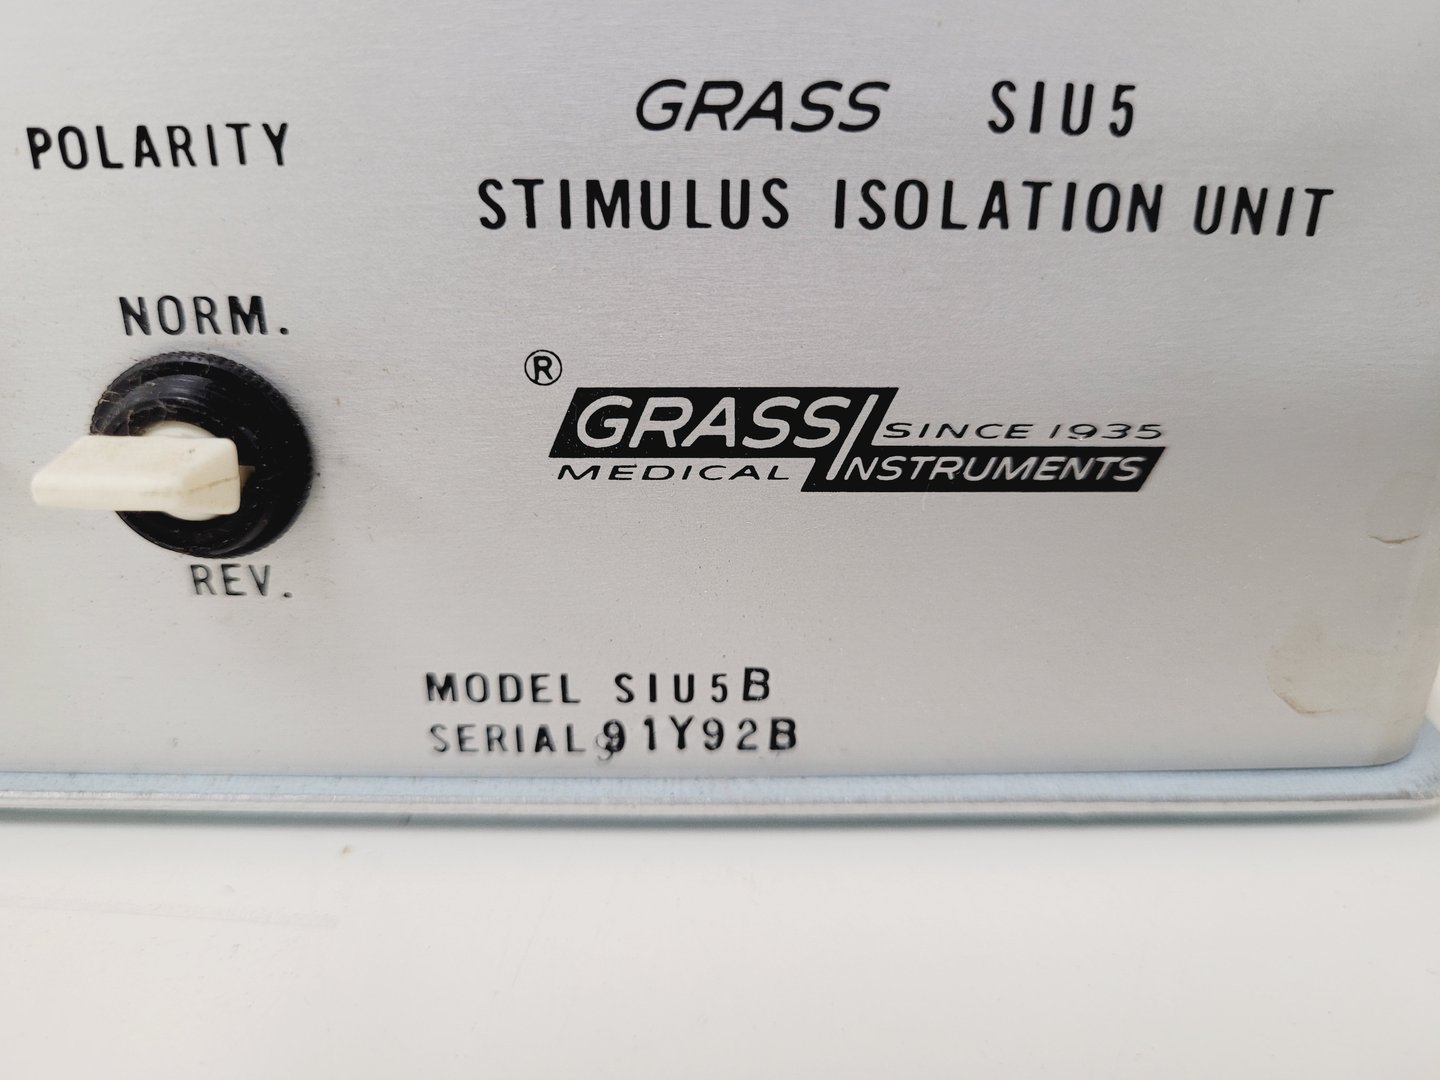 GRASS SIU5
STIMULUS ISOLATION UNIT
POLARITY
NORM.
REV.
®
GRASS SINCE 1935
MEDICAL INSTRUMENTS
MODEL SIU5B
SERIAL 91Y92B